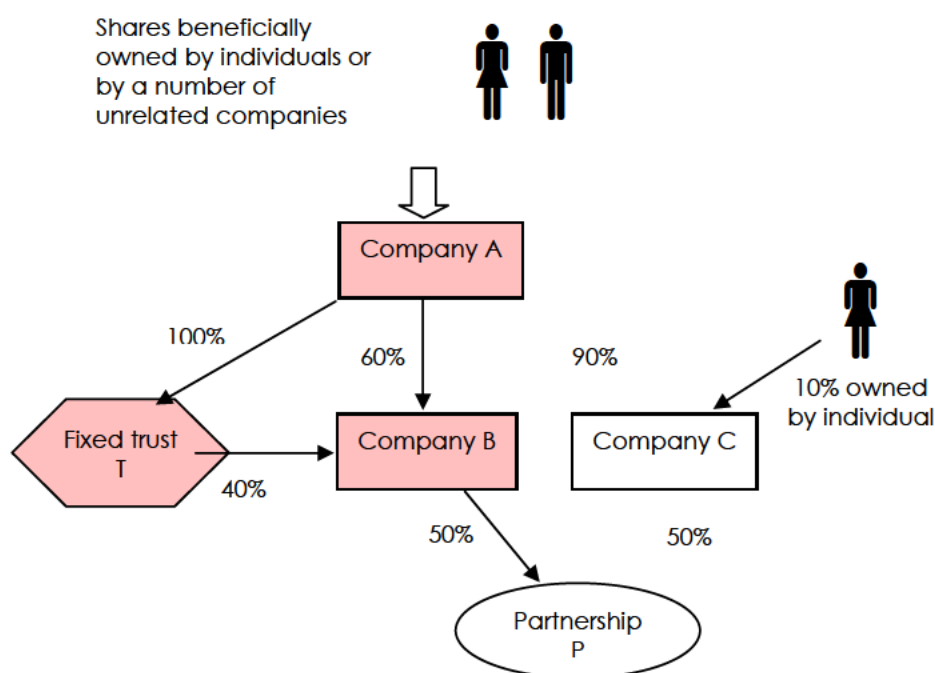 Shares beneficially
owned by individuals or
by a number of
unrelated companies
Company A
100%
60%
90%
10% owned
by individual
Fixed trust
T
Company B
Company C
40%
50%
50%
Partnership
P